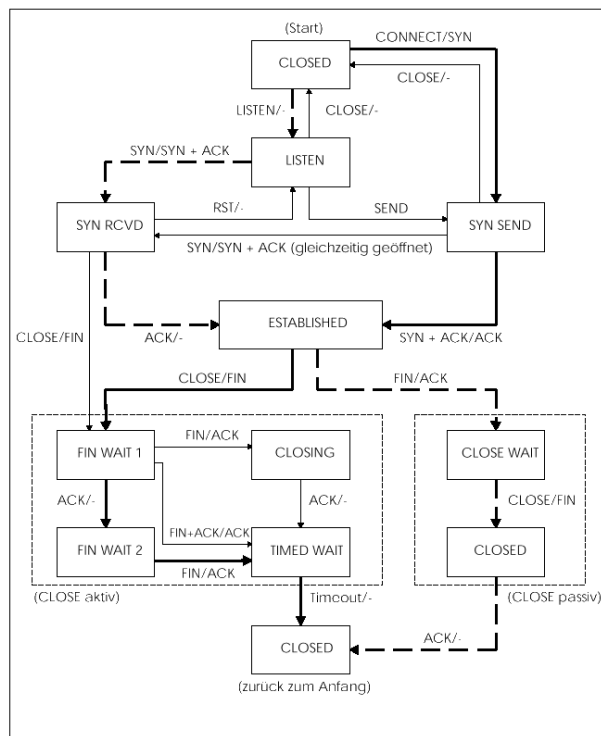 (Start)
CONNECT/SYN
CLOSED
CLOSE/-
LISTEN/-
CLOSE/-
SYN/SYN + ACK
LISTEN
RST/-
SEND
SYN RCVD
SYN SEND
SYN/SYN + ACK (gleichzeitig geöffnet)
ESTABLISHED
CLOSE/FIN
ACK/-
SYN + ACK/ACK
CLOSE/FIN
FIN/ACK
FIN WAIT 1
FIN/ACK
CLOSING
CLOSE WAIT
ACK/-
ACK/-
CLOSE/FIN
FIN+ACK/ACK
FIN WAIT 2
TIMED WAIT
CLOSED
FIN/ACK
(CLOSE aktiv)
Timeout/-
(CLOSE passiv)
CLOSED
ACK/-
(zurück zum Anfang)